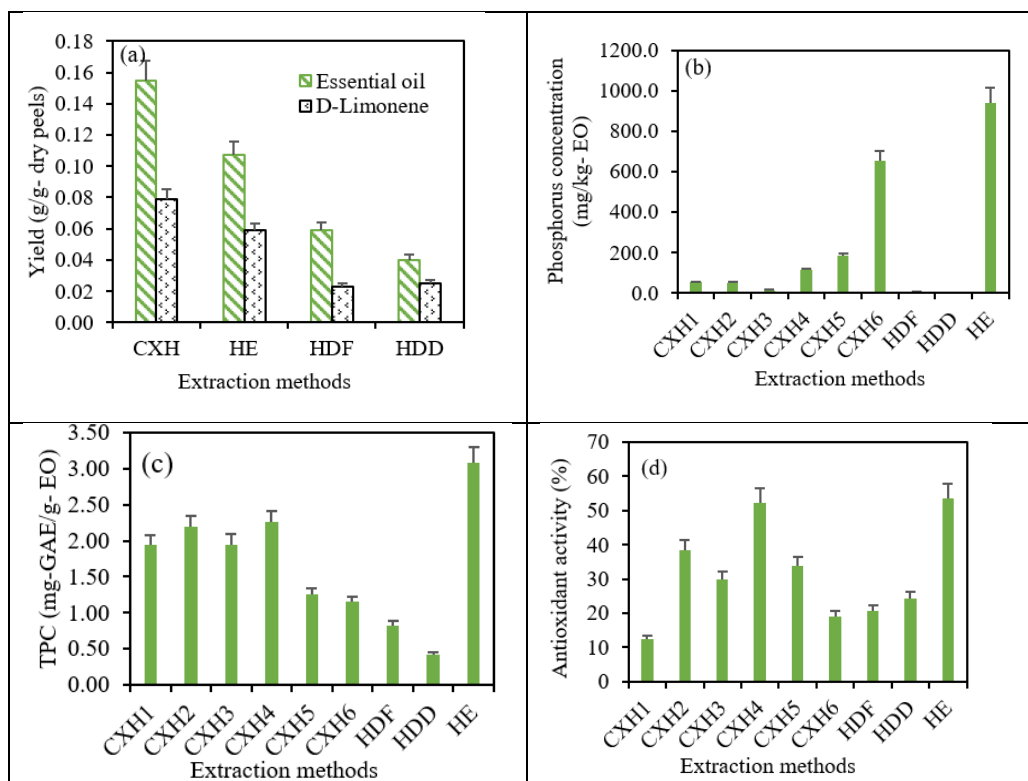 (a)
Essential oil
D-Limonene
Yield (g/g- dry peels)
0.18
0.16
0.14
0.12
0.10
0.08
0.06
0.04
0.02
0.00
CXH HE HDF HDD
Extraction methods
(b)
Phosphorus concentration
(mg/kg- EO)
1200.0
1000.0
800.0
600.0
400.0
200.0
0.0
CXH1 CXH2 CXH3 CXH4 CXH5 CXH6 HDF HDD HE
Extraction methods
(c)
TPC (mg-GAE/g- EO)
3.50
3.00
2.50
2.00
1.50
1.00
0.50
0.00
CXH1 CXH2 CXH3 CXH4 CXH5 CXH6 HDF HDD HE
Extraction methods
(d)
Antioxidant activity (%)
70
60
50
40
30
20
10
0
CXH1 CXH2 CXH3 CXH4 CXH5 CXH6 HDF HDD HE
Extraction methods